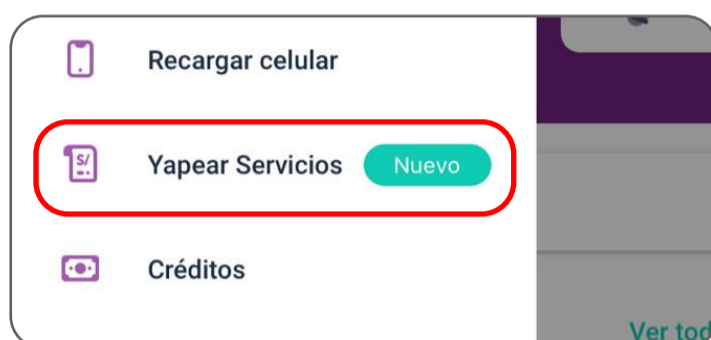 Recargar celular
S/
Yapear Servicios Nuevo
Créditos
Ver tod